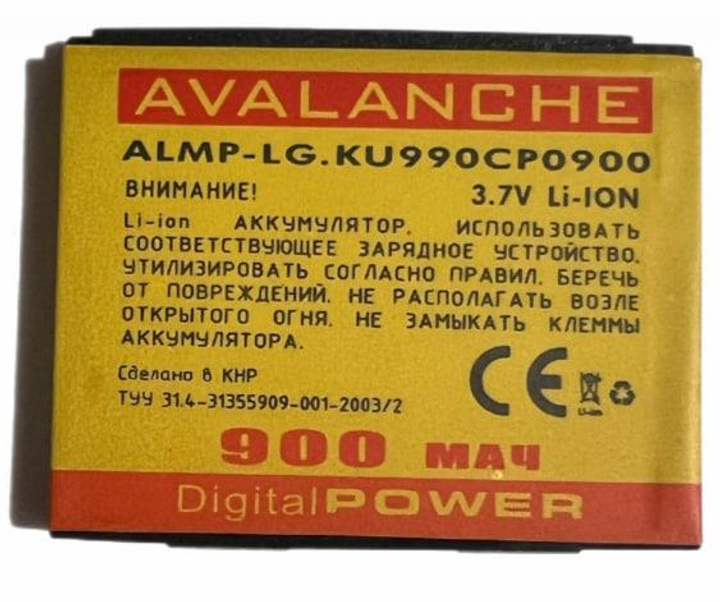 AVALANCHE
ALMP-LG.KU990CP0900
ВНИМАНИЕ! 3.7V Li-ION
Li-ion АККУМУЛЯТОР, ИСПОЛЬЗОВАТЬ
СООТВЕТСТВУЮЩЕЕ ЗАРЯДНОЕ УСТРОЙСТВО.
УТИЛИЗИРОВАТЬ СОГЛАСНО ПРАВИЛ. БЕРЕЧЬ
ОТ ПОВРЕЖДЕНИЙ. НЕ РАСПОЛАГАТЬ ВОЗЛЕ
ОТКРЫТОГО ОГНЯ. НЕ ЗАМЫКАТЬ КЛЕММЫ
АККУМУЛЯТОРА.
Сделано в КНР
ТУУ 31.4-31355909-001-2003/2
CE
Li-ion
900 МАЧ
DigitalPOWER